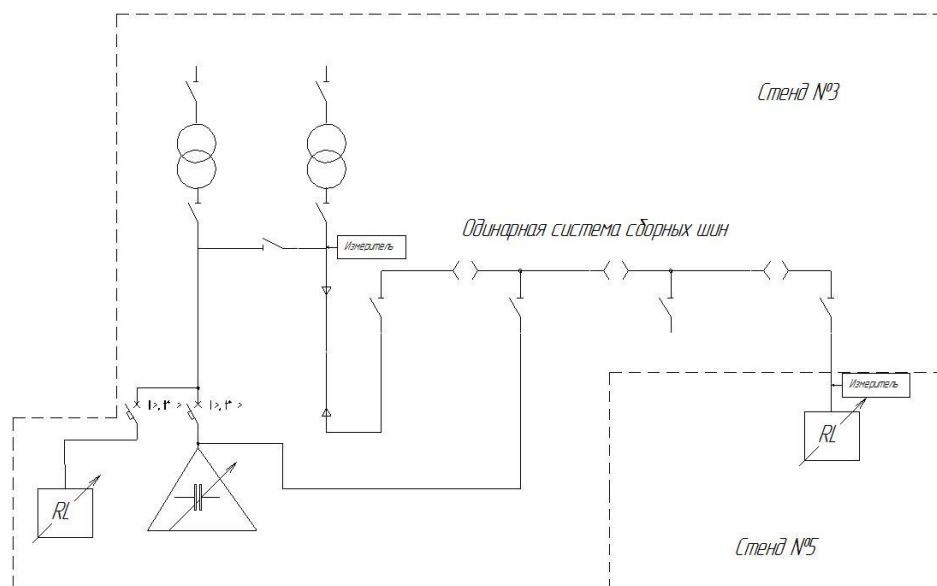 Стенд №3
Одинарная система сборных шин
Измеритель
Измеритель
I>, I* >
I>, I* >
RL
RL
Стенд №5